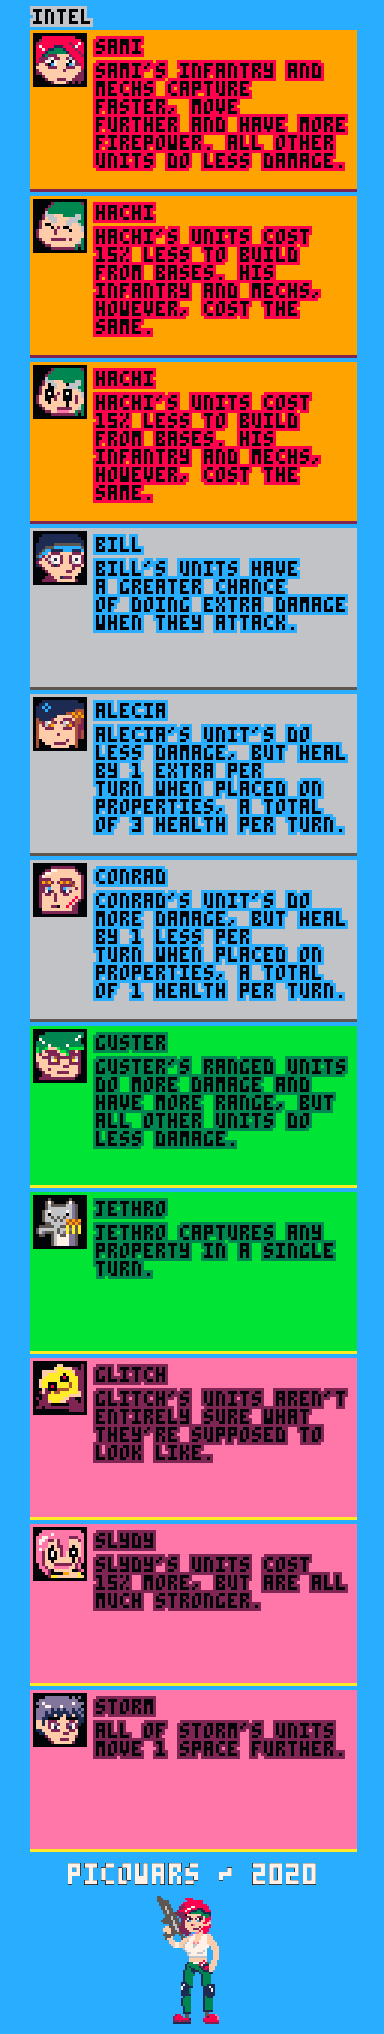 INTEL
SAMI
SAMI'S INFANTRY AND
MECHS CAPTURE
FASTER, MOVE
FURTHER AND HAVE MORE
FIREPOWER. ALL OTHER
UNITS DO LESS DAMAGE.
HACHI
HACHI'S UNITS COST
15% LESS TO BUILD
FROM BASES. HIS
INFANTRY AND MECHS,
HOWEVER, COST THE
SAME.
HACHI
HACHI'S UNITS COST
15% LESS TO BUILD
FROM BASES. HIS
INFANTRY AND MECHS,
HOWEVER, COST THE
SAME.
BILL
BILL'S UNITS HAVE
A GREATER CHANCE
OF DOING EXTRA DAMAGE
WHEN THEY ATTACK.
ALECIA
ALECIA'S UNIT'S DO
LESS DAMAGE, BUT HEAL
BY 1 EXTRA PER
TURN WHEN PLACED ON
PROPERTIES, A TOTAL
OF 3 HEALTH PER TURN.
CONRAD
CONRAD'S UNIT'S DO
MORE DAMAGE, BUT HEAL
BY 1 LESS PER
TURN WHEN PLACED ON
PROPERTIES, A TOTAL
OF 1 HEALTH PER TURN.
GUSTER
GUSTER'S RANGED UNITS
DO MORE DAMAGE AND
HAVE MORE RANGE, BUT
ALL OTHER UNITS DO
LESS DAMAGE.
JETHRO
JETHRO CAPTURES ANY
PROPERTY IN A SINGLE
TURN.
GLITCH
GLITCH'S UNITS AREN'T
ENTIRELY SURE WHAT
THEY'RE SUPPOSED TO
LOOK LIKE.
SLYDY
SLYDY'S UNITS COST
15% MORE, BUT ARE ALL
MUCH STRONGER.
STORM
ALL OF STORM'S UNITS
MOVE 1 SPACE FURTHER.
PICOWARS / 2020